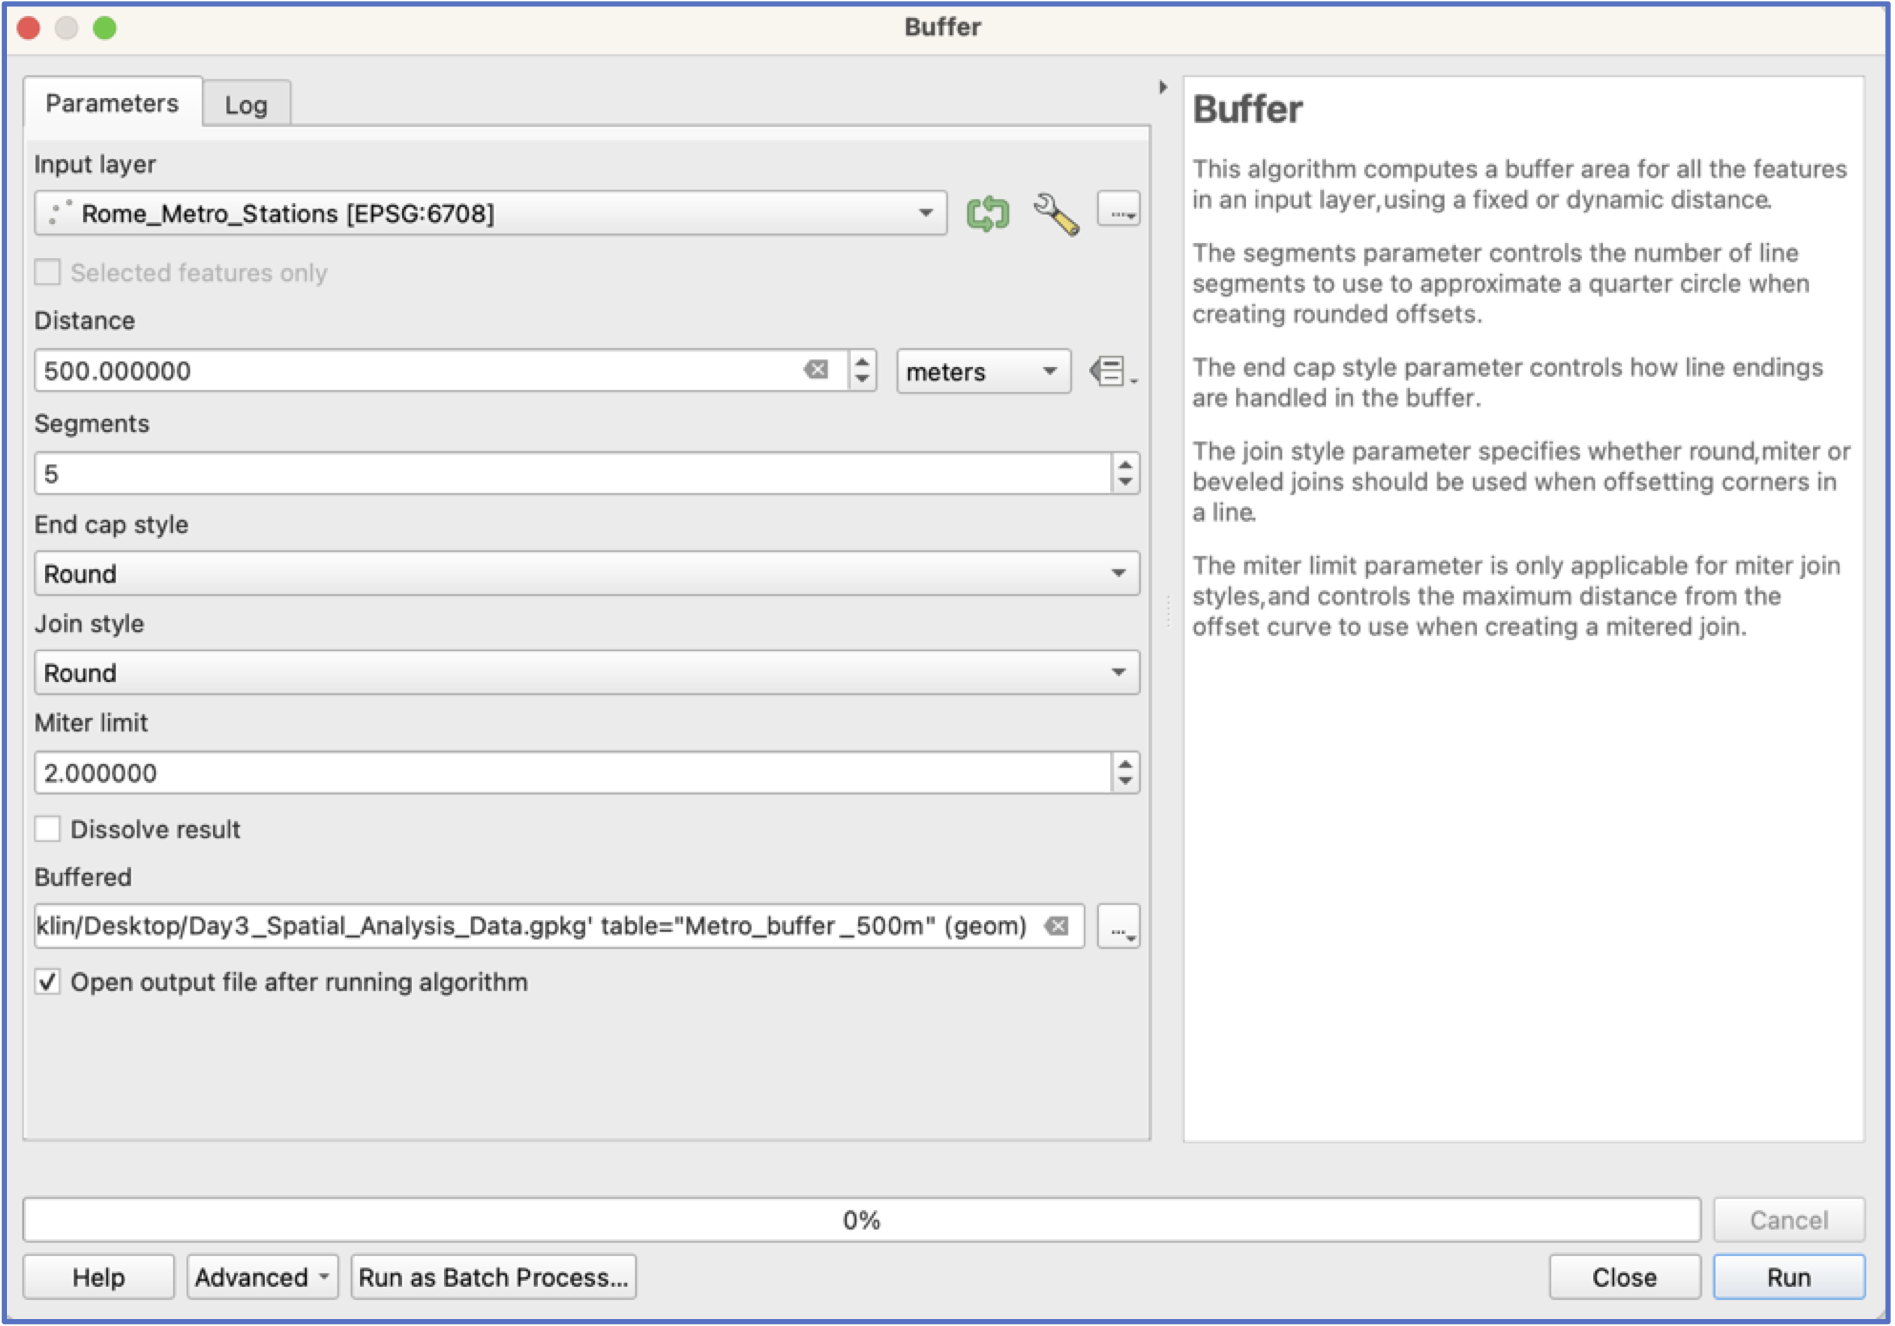 Buffer
Parameters
Log
Input layer
Rome_Metro_Stations [EPSG:6708]
...
Selected features only
Distance
500.000000
meters
Segments
5
End cap style
Round
Join style
Round
Miter limit
2.000000
Dissolve result
Buffered
klin/Desktop/Day3_Spatial_Analysis_Data.gpkg' table="Metro_buffer_500m" (geom)
...
Open output file after running algorithm
Buffer
This algorithm computes a buffer area for all the features
in an input layer,using a fixed or dynamic distance.
The segments parameter controls the number of line
segments to use to approximate a quarter circle when
creating rounded offsets.
The end cap style parameter controls how line endings
are handled in the buffer.
The join style parameter specifies whether round,miter or
beveled joins should be used when offsetting corners in
a line.
The miter limit parameter is only applicable for miter join
styles,and controls the maximum distance from the
offset curve to use when creating a mitered join.
0%
Cancel
Help
Advanced
Run as Batch Process...
Close
Run